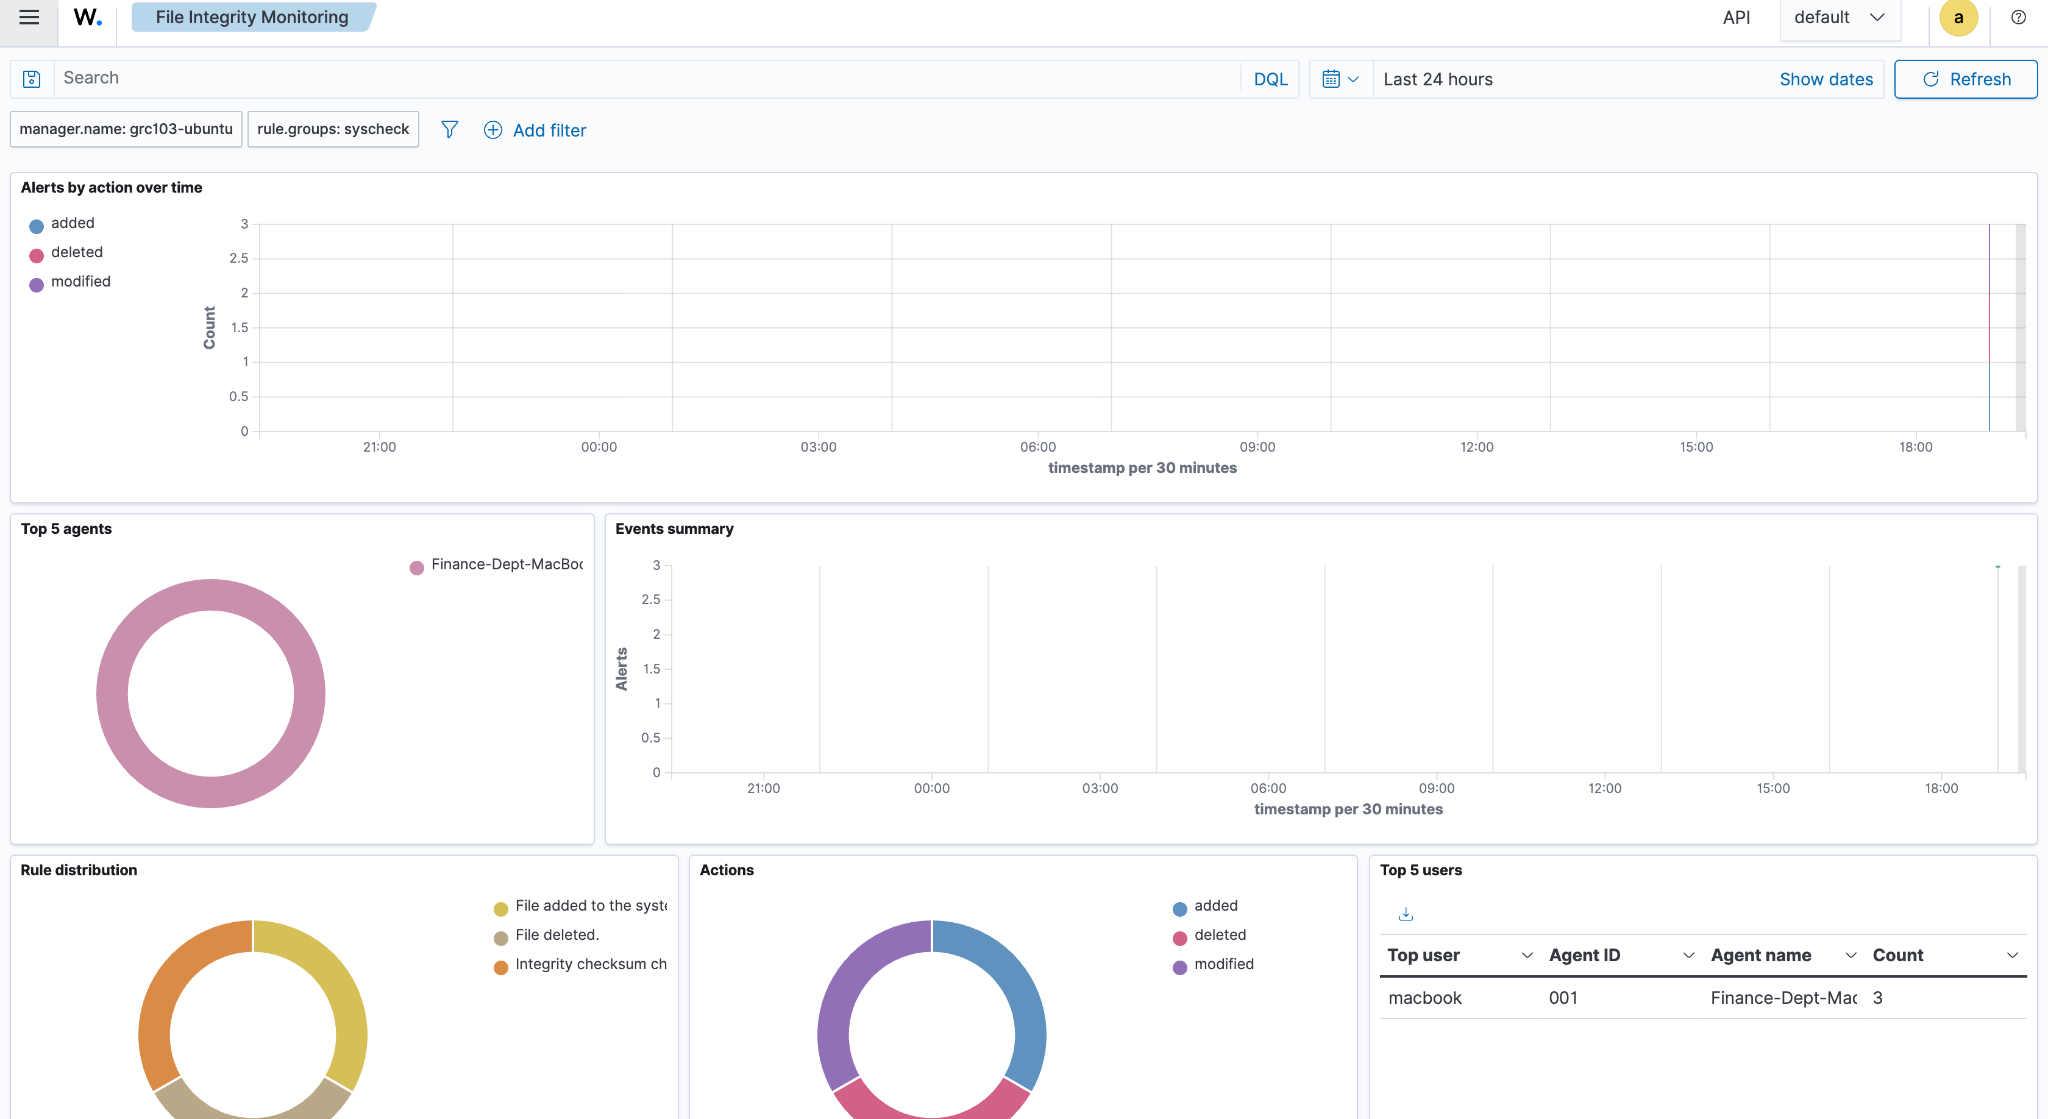 W.
File Integrity Monitoring
API
default
a
Search
DQL
Last 24 hours
Show dates
Refresh
manager.name: grc103-ubuntu
rule.groups: syscheck
Add filter
Alerts by action over time
added
deleted
modified
Count
3
2.5
2
1.5
1
0.5
0
21:00
00:00
03:00
06:00
09:00
12:00
15:00
18:00
timestamp per 30 minutes
Top 5 agents
Finance-Dept-MacBoo
Events summary
Alerts
3
2.5
2
1.5
1
0.5
0
21:00
00:00
03:00
06:00
09:00
12:00
15:00
18:00
timestamp per 30 minutes
Rule distribution
File added to the syste
File deleted.
Integrity checksum ch
Actions
added
deleted
modified
Top 5 users
Top user Agent ID Agent name Count
macbook 001 Finance-Dept-Mac 3